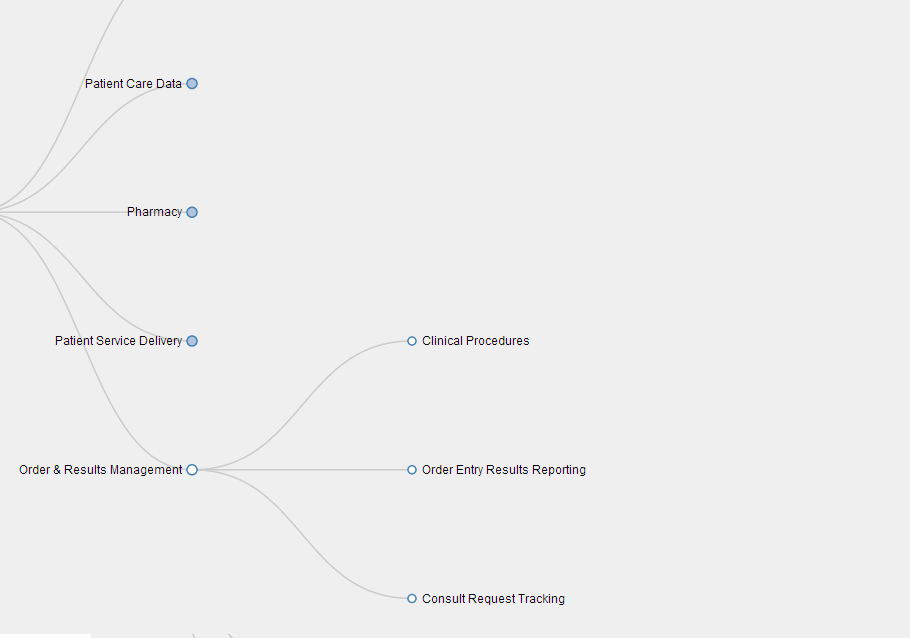 Patient Care Data
Pharmacy
Patient Service Delivery
Clinical Procedures
Order & Results Management
Order Entry Results Reporting
Consult Request Tracking